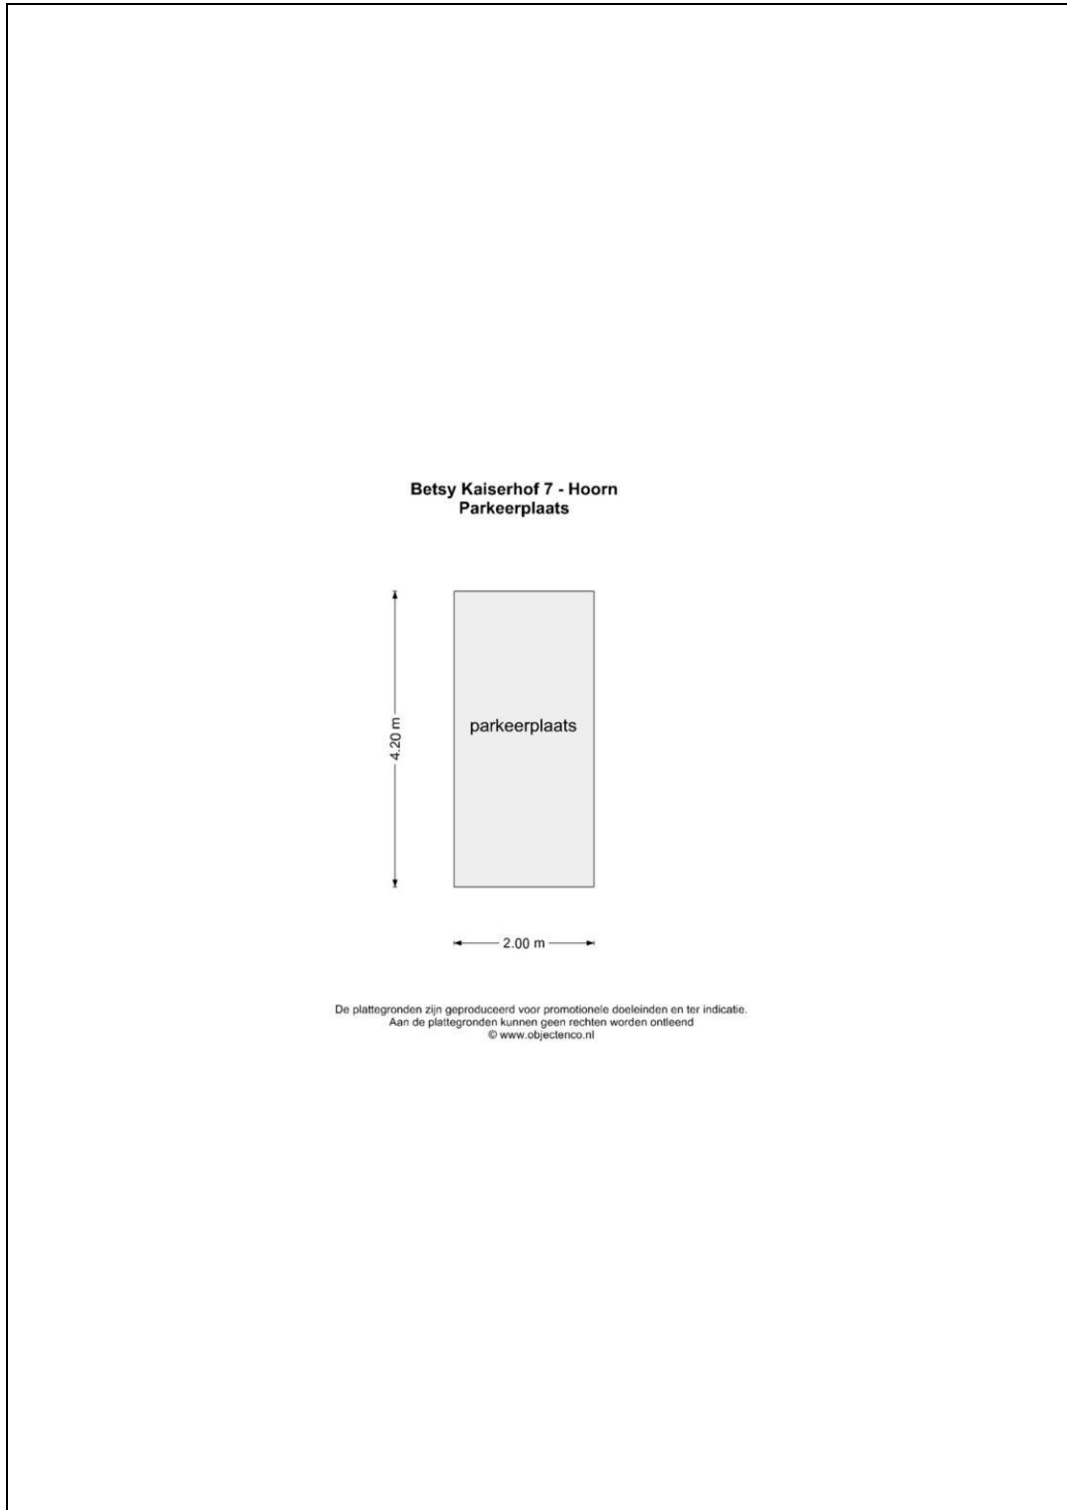 Betsy Kaiserhof 7 - Hoorn
Parkeerplaats
4.20 m
parkeerplaats
2.00 m
De plattegronden zijn geproduceerd voor promotionele doeleinden en ter indicatie.
Aan de plattegronden kunnen geen rechten worden ontleend
© www.objectenco.nl